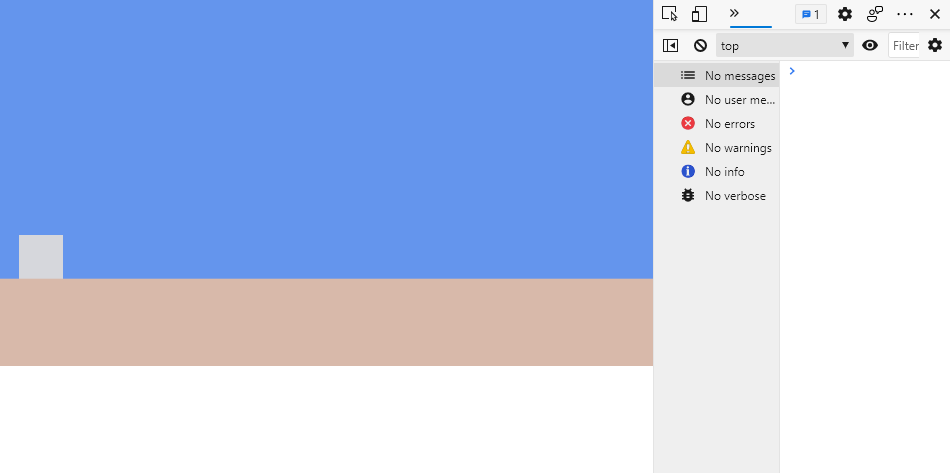 1
top
Filter
No messages
No user me...
No errors
No warnings
No info
No verbose